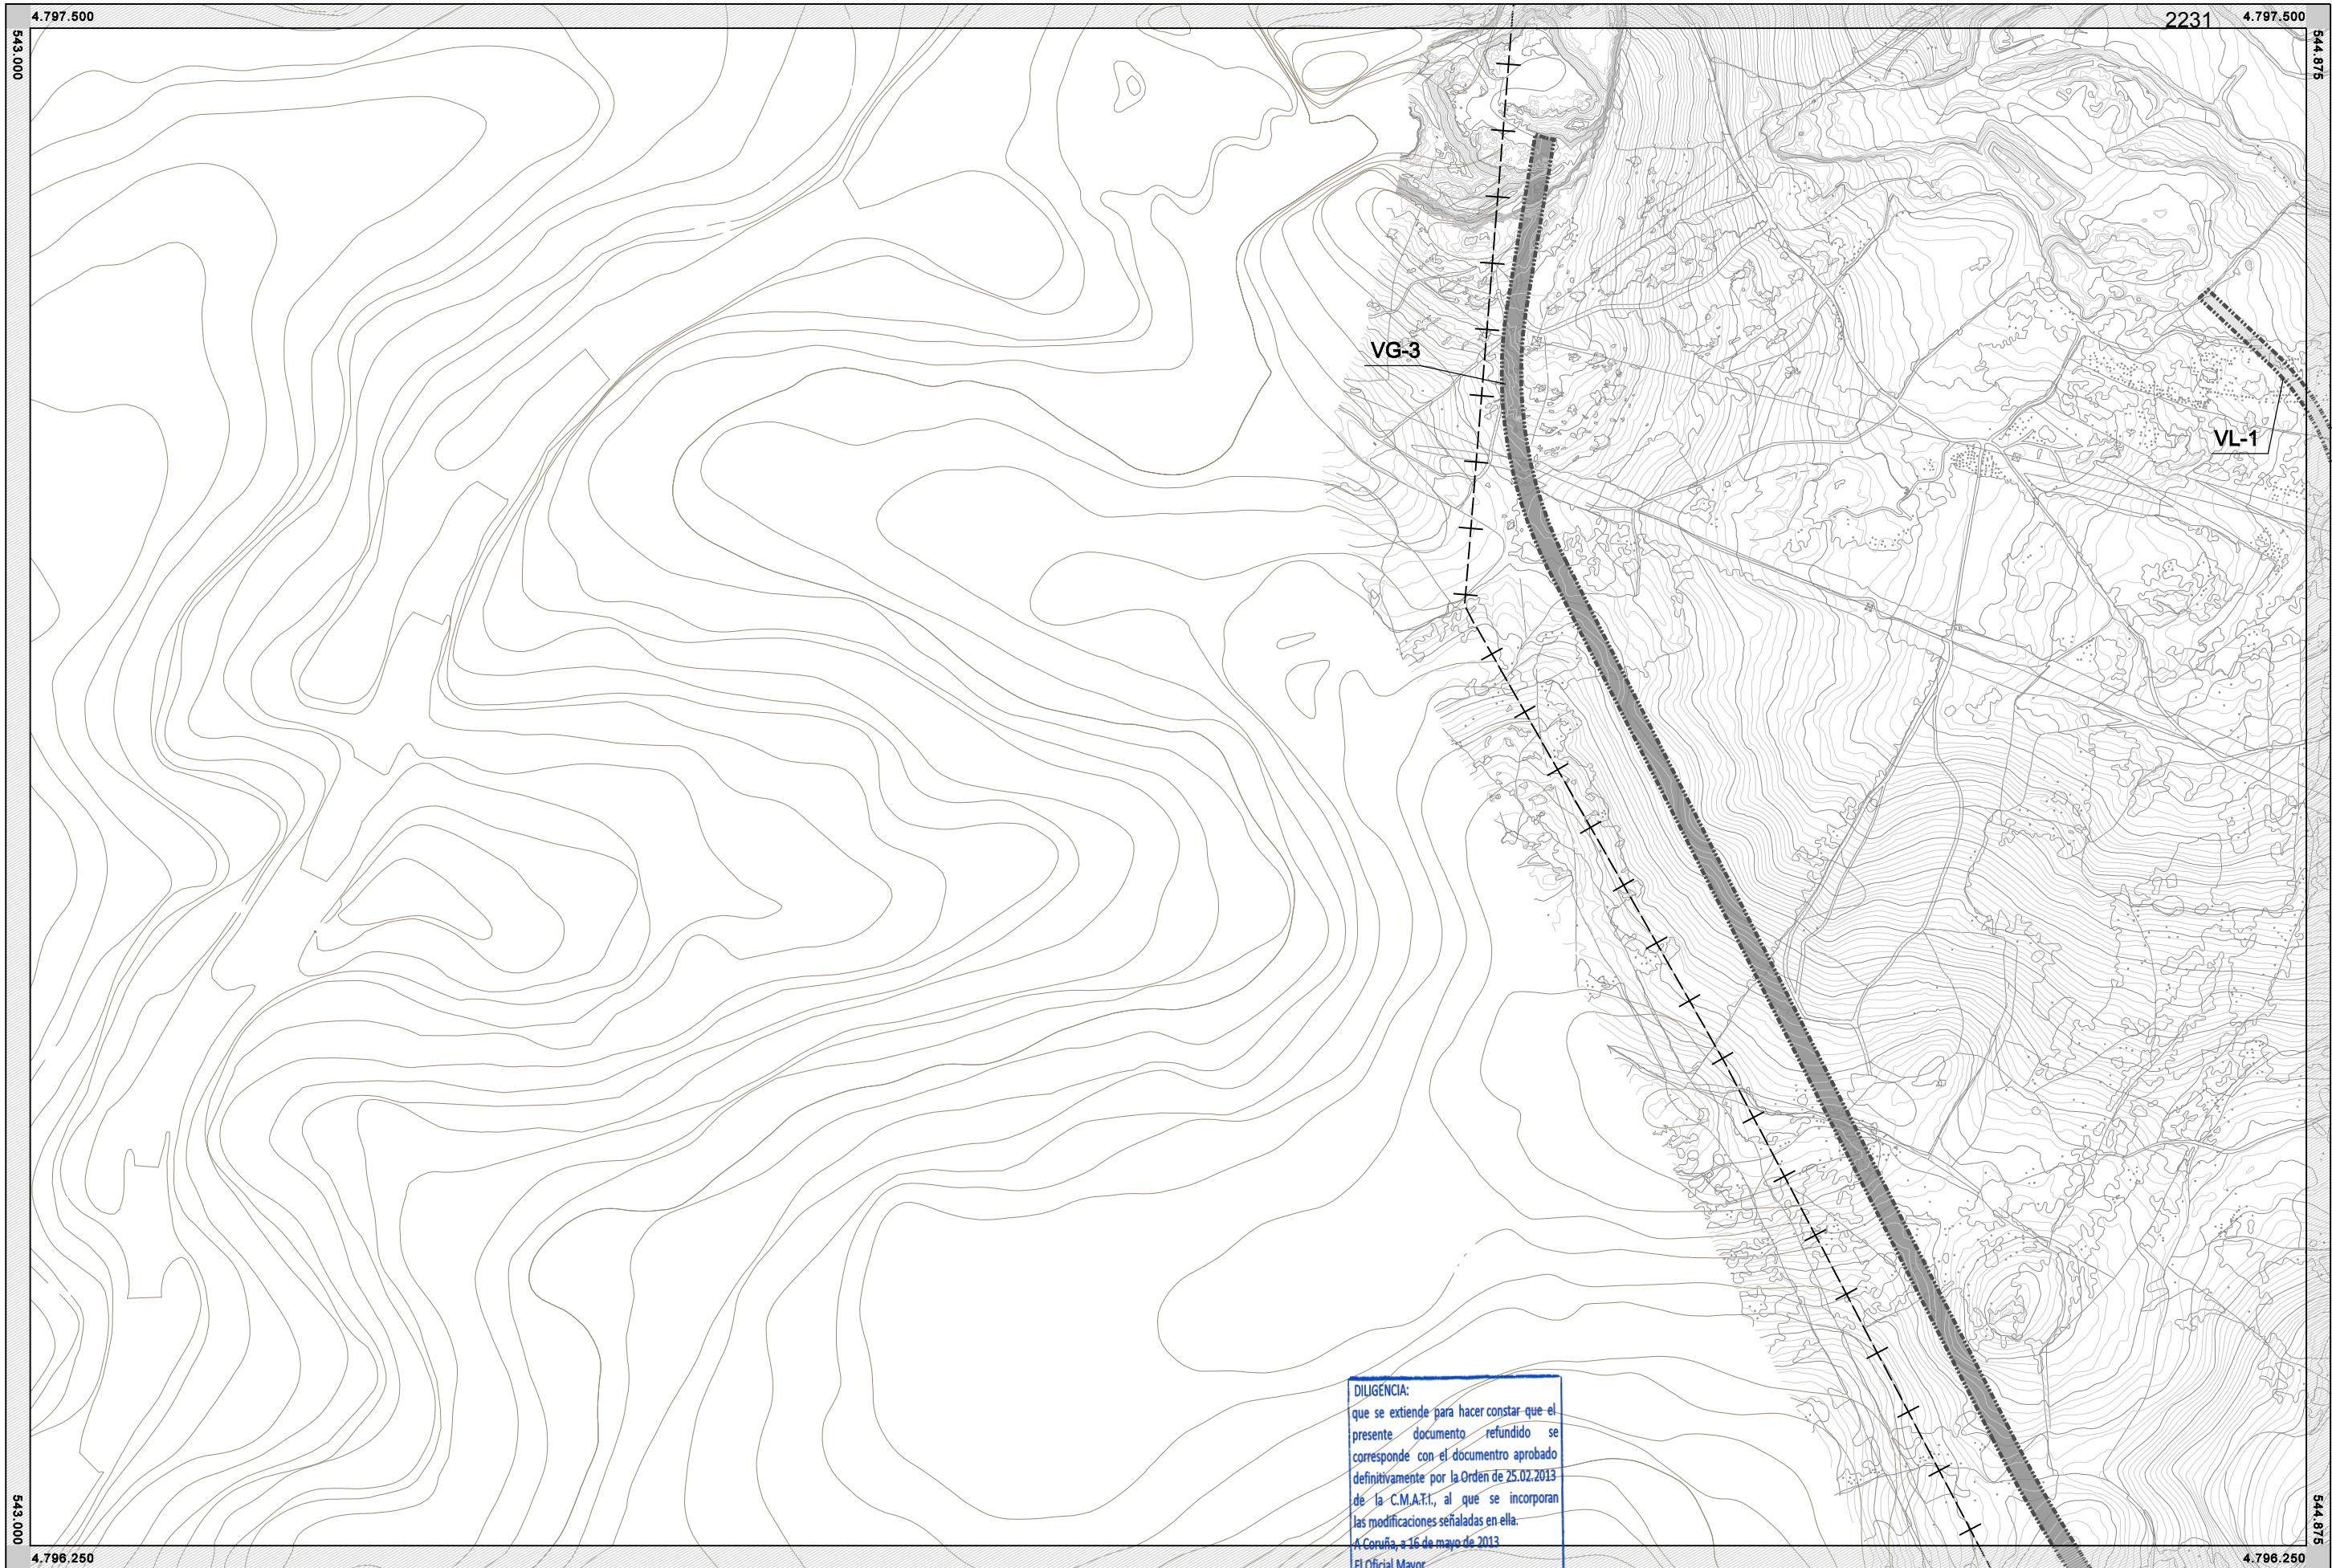 4.797.500
2231
4.797.500
543.000
544.875
VG-3
VL-1
DILIGENCIA:
que se extiende para hacer constar que el
presente documento refundido se
corresponde con el documentro aprobado
definitivamente por la Orden de 25.02.2013
de la C.M.A.T.I., al que se incorporan
las modificaciones señaladas en ella.
A Coruña, a 16 de mayo de 2013
El Oficial Mayor
543.000
544.875
4.796.250
4.796.250